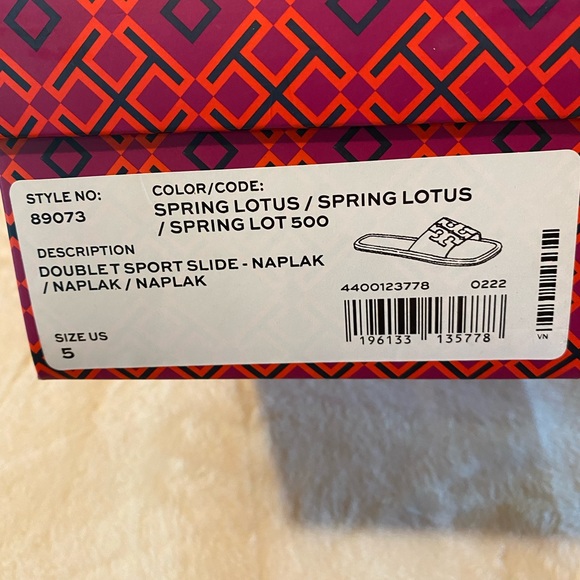 STYLE NO:
89073
COLOR/CODE:
SPRING LOTUS / SPRING LOTUS
/ SPRING LOT 500
DESCRIPTION
DOUBLE T SPORT SLIDE - NAPLAK
/ NAPLAK / NAPLAK
SIZE US
5
4400123778 0222
196133 135778
VN